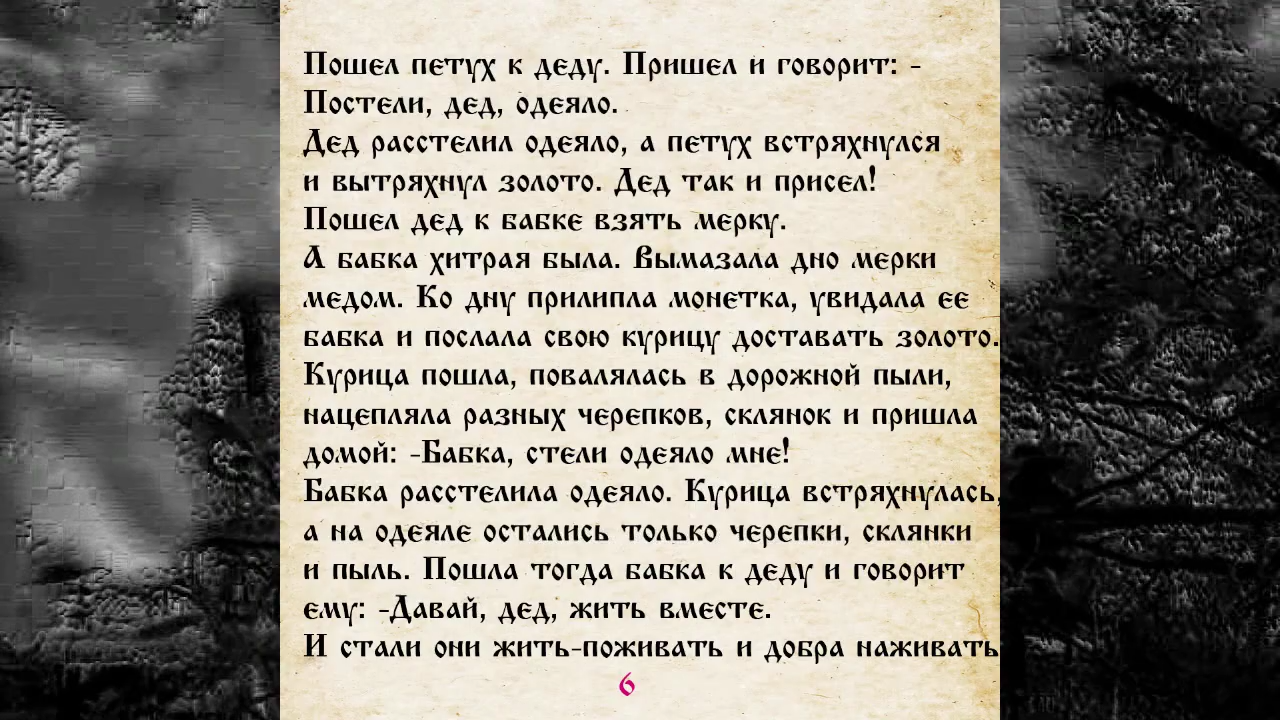 Пошел петух к деду. Пришел и говорит: -
Постели, дед, одеяло.
Дед расстелил одеяло, а петух встряхнулся
и вытряхнул золото. Дед так и присел!
Пошел дед к бабке взять мерку.
А бабка хитрая была. Вымазала дно мерки
медом. Ко дну прилипла монетка, увидала ее
бабка и послала свою курицу доставать золото.
Курица пошла, повалялась в дорожной пыли,
нацепляла разных черепков, склянок и пришла
домой: -Бабка, стели одеяло мне!
Бабка расстелила одеяло. Курица встряхнулась,
а на одеяле остались только черепки, склянки
и пыль. Пошла тогда бабка к деду и говорит
ему: -Давай, дед, жить вместе.
И стали они жить-поживать и добра наживать
6